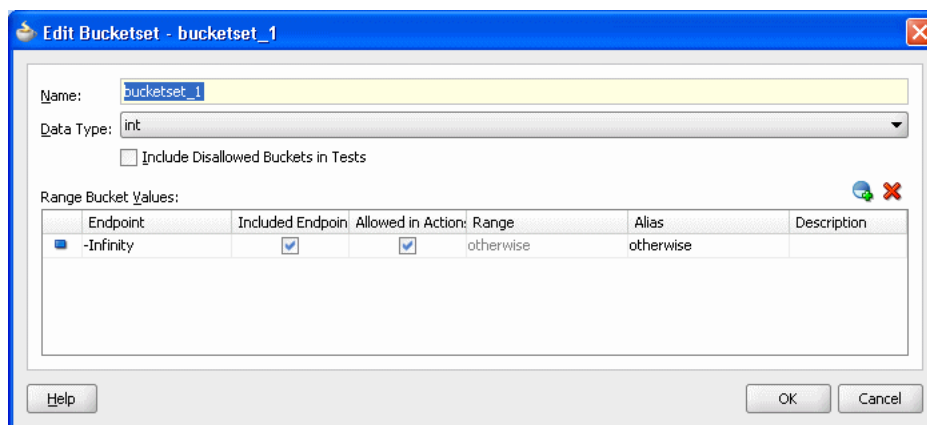 Edit Bucketset - bucketset_1
Name: bucketset_1
Data Type: int
Include Disallowed Buckets in Tests
Range Bucket Values:
Endpoint Included Endpoin Allowed in Action: Range Alias Description
-Infinity otherwise otherwise
Help OK Cancel